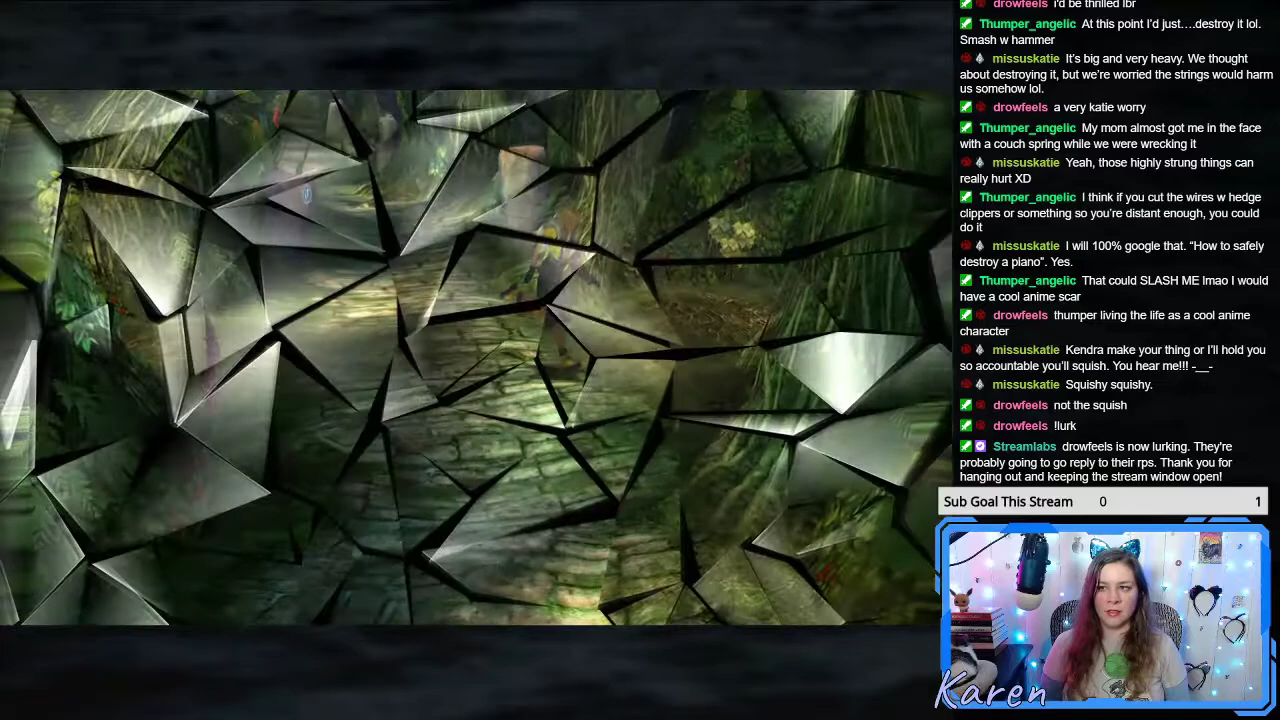 drowfeels i'd be thrilled lbr
Thumper_angelic At this point I'd just….destroy it lol.
Smash w hammer
missuskatie It's big and very heavy. We thought
about destroying it, but we're worried the strings would harm
us somehow lol.
drowfeels a very katie worry
Thumper_angelic My mom almost got me in the face
with a couch spring while we were wrecking it
missuskatie Yeah, those highly strung things can
really hurt XD
Thumper_angelic I think if you cut the wires w hedge
clippers or something so you're distant enough, you could
do it
missuskatie I will 100% google that. “How to safely
destroy a piano”. Yes.
Thumper_angelic That could SLASH ME lmao I would
have a cool anime scar
drowfeels thumper living the life as a cool anime
character
missuskatie Kendra make your thing or I'll hold you
so accountable you'll squish. You hear me!!! -__-
missuskatie Squishy squishy.
drowfeels not the squish
drowfeels !lurk
Streamlabs drowfeels is now lurking. They're
probably going to go reply to their rps. Thank you for
hanging out and keeping the stream window open!
Sub Goal This Stream 0 1
Karen